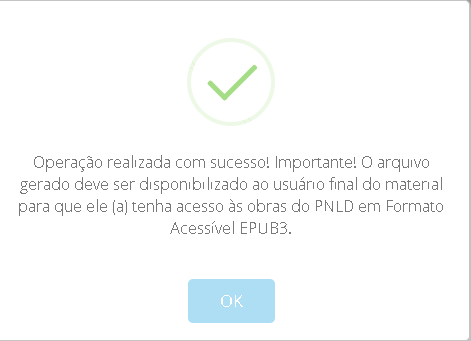 Operação realizada com sucesso! Importante! O arquivo
gerado deve ser disponibilizado ao usuário final do material
para que ele (a) tenha acesso às obras do PNLD em Formato
Acessível EPUB3.
OK